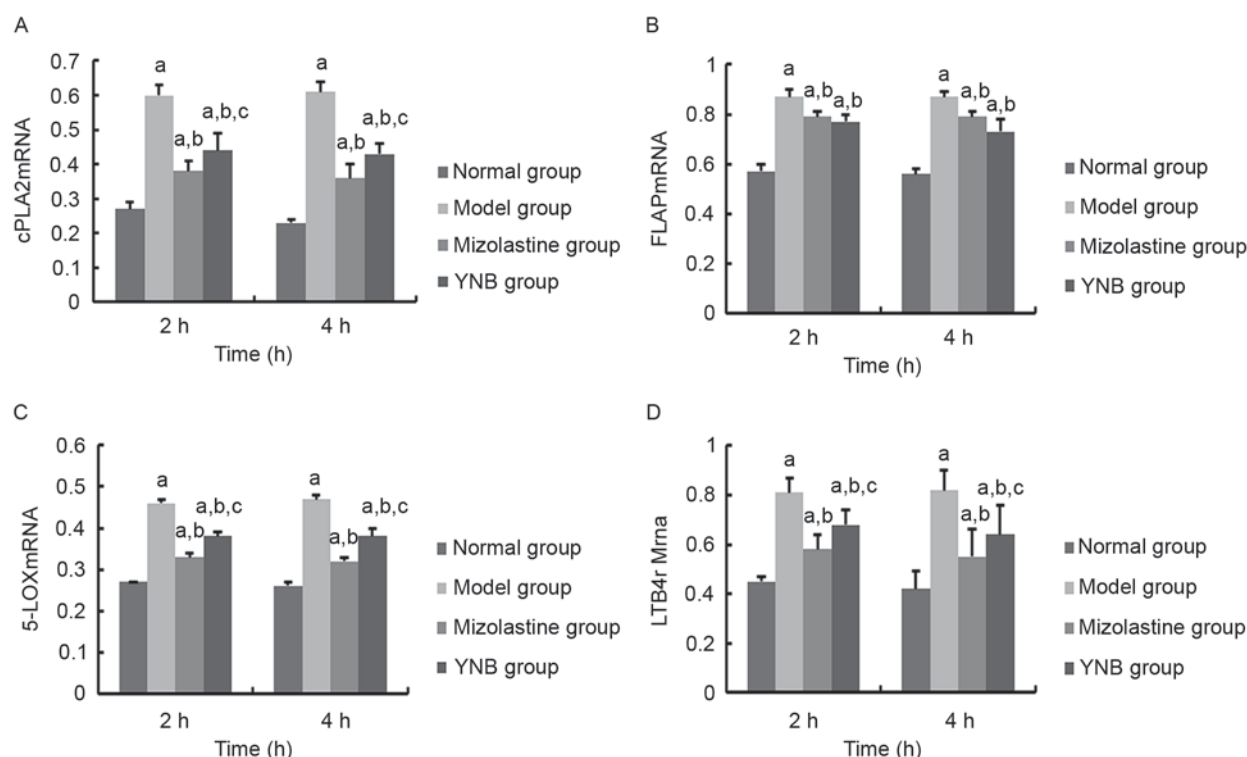 A
cPLA2mRNA
0.7
0.6
0.5
0.4
0.3
0.2
0.1
0
a
a,b
a,b,c
a
a,b
a,b,c
2 h
4 h
Time (h)
Normal group
Model group
Mizolastine group
YNB group
B
FLAPmRNA
1
0.8
0.6
0.4
0.2
0
a
a,b
a,b
a
a,b
a,b
2 h
4 h
Time (h)
Normal group
Model group
Mizolastine group
YNB group
C
5-LOXmRNA
0.6
0.5
0.4
0.3
0.2
0.1
0
a
a,b
a,b,c
a
a,b
a,b,c
2 h
4 h
Time (h)
Normal group
Model group
Mizolastine group
YNB group
D
LTB4r Mrna
1
0.8
0.6
0.4
0.2
0
a
a,b
a,b,c
a
a,b
a,b,c
2 h
4 h
Time (h)
Normal group
Model group
Mizolastine group
YNB group